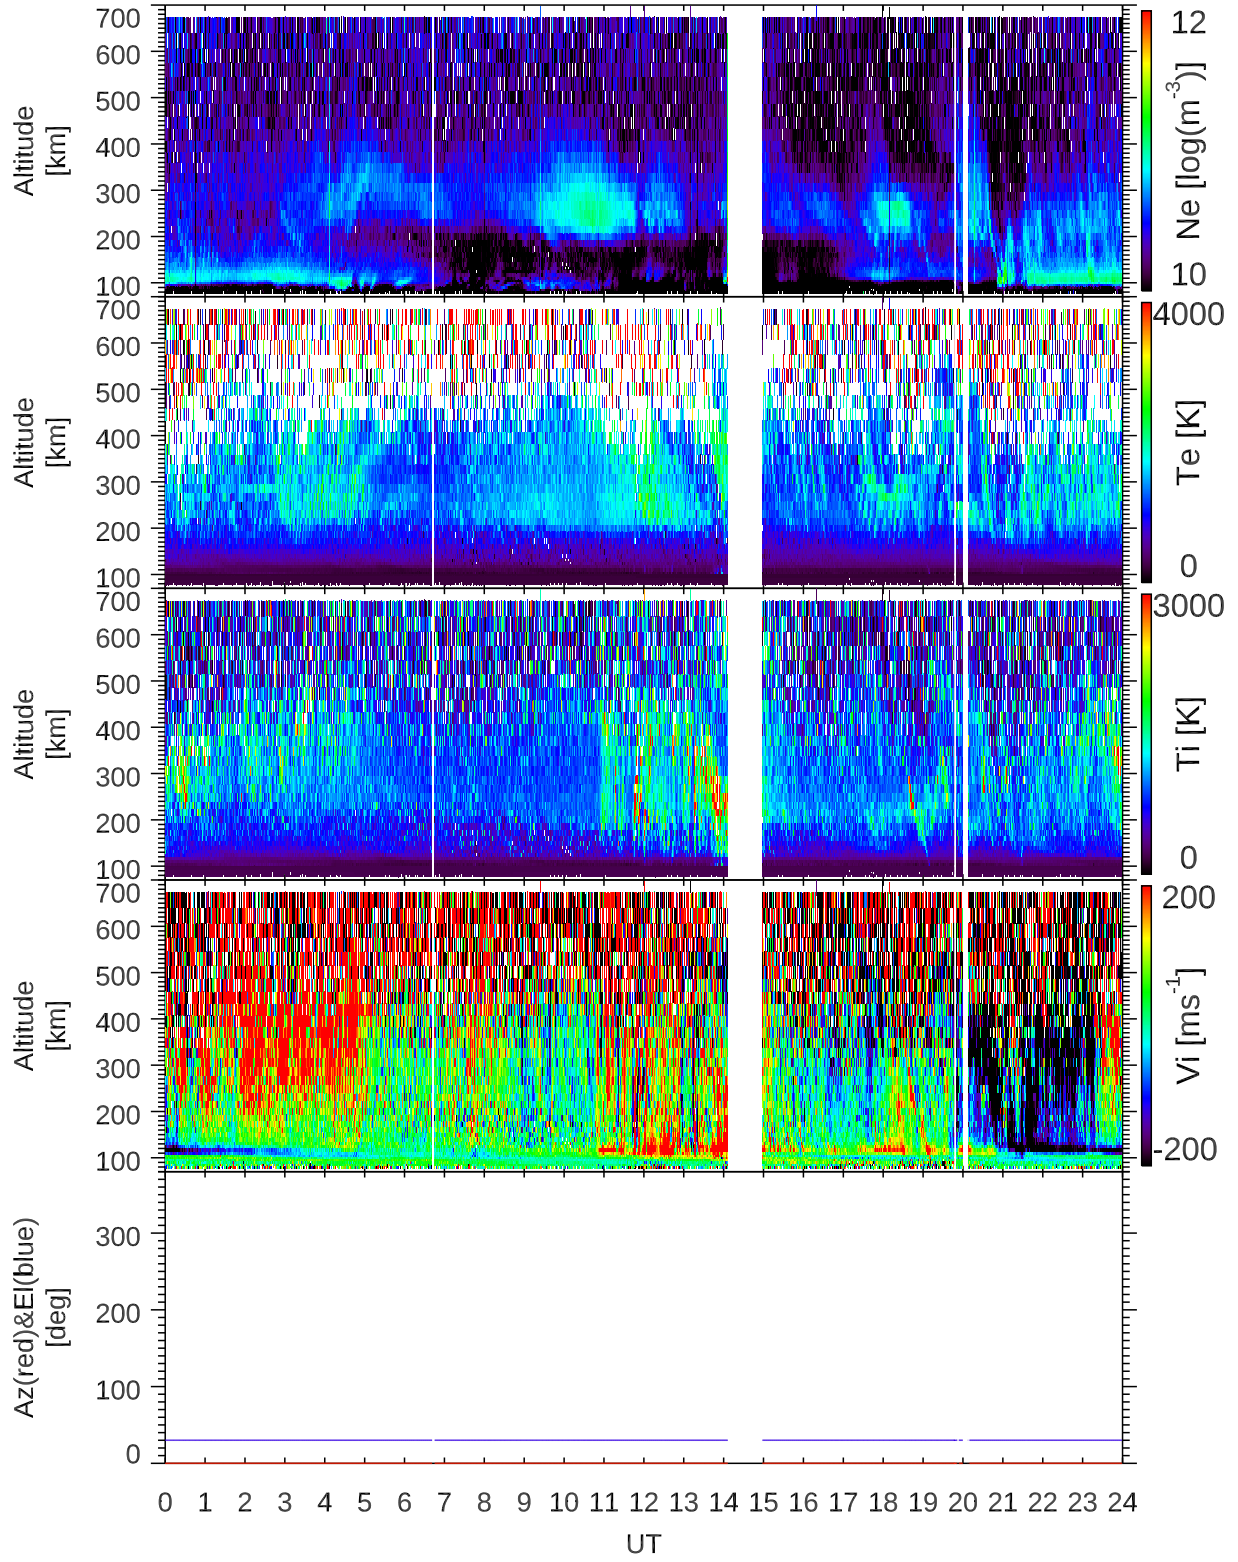 700
600
500
400
300
200
100
Altitude
[km]
12
10
Ne [log(m⁻³)]
700
600
500
400
300
200
100
Altitude
[km]
4000
0
Te [K]
700
600
500
400
300
200
100
Altitude
[km]
3000
0
Ti [K]
700
600
500
400
300
200
100
Altitude
[km]
200
-200
Vi [ms⁻¹]
300
200
100
0
Az(red)&El(blue)
[deg]
0 1 2 3 4 5 6 7 8 9 10 11 12 13 14 15 16 17 18 19 20 21 22 23 24
UT